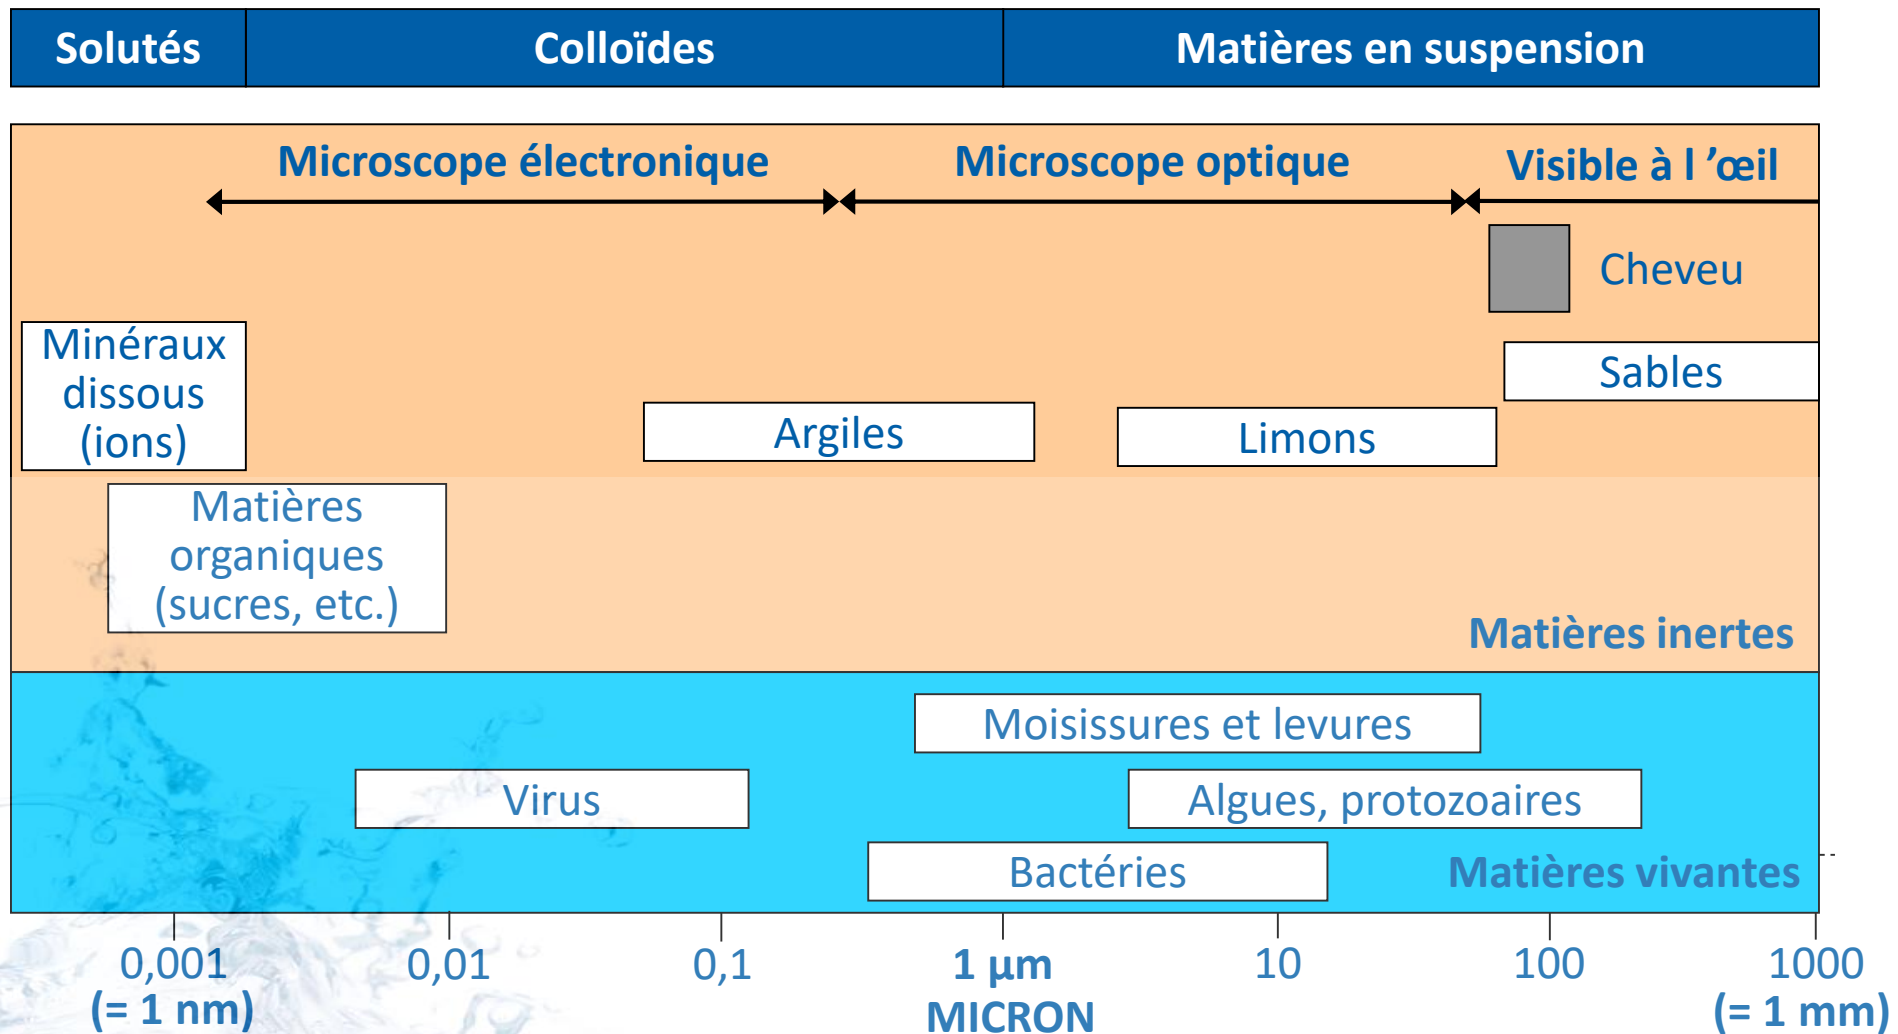 Solutés
Colloïdes
Matières en suspension
Microscope électronique
Microscope optique
Visible à l ’œil
Cheveu
Minéraux
dissous
(ions)
Sables
Argiles
Limons
Matières
organiques
(sucres, etc.)
Matières inertes
Moisissures et levures
Virus
Algues, protozoaires
Bactéries
Matières vivantes
0,001
(= 1 nm)
0,01
0,1
1 µm
MICRON
10
100
1000
(= 1 mm)